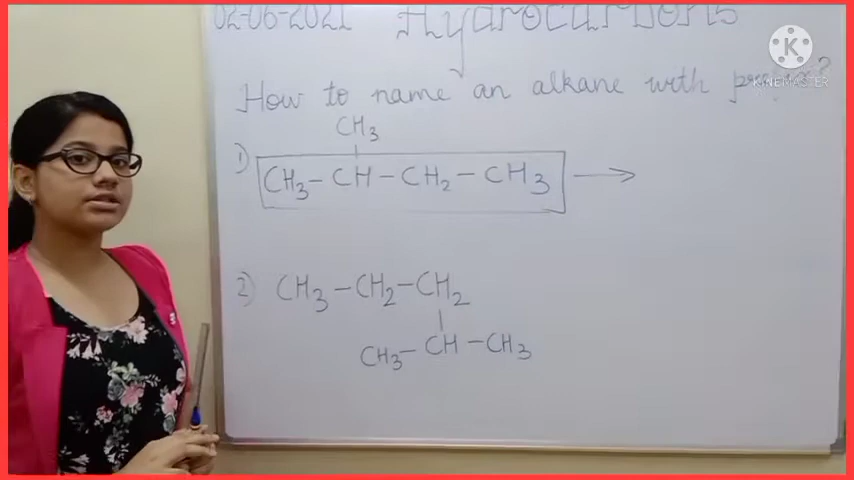 02-06-2021 Hydrocarbons
K
KINEMASTER
How to name an alkane with prefix?
CH3
1) CH3 - CH - CH2 - CH3 →
2) CH3 - CH2 - CH2
CH3 - CH - CH3